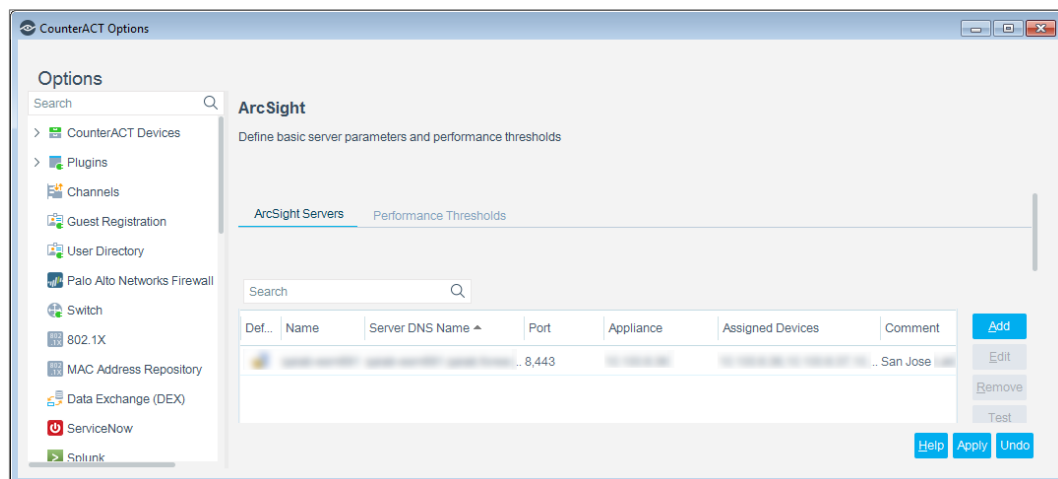 CounterACT Options
Options
Search
CounterACT Devices
Plugins
Channels
Guest Registration
User Directory
Palo Alto Networks Firewall
Switch
802.1X
MAC Address Repository
Data Exchange (DEX)
ServiceNow
Splunk
ArcSight
Define basic server parameters and performance thresholds
ArcSight Servers Performance Thresholds
Search
Def... Name Server DNS Name Port Appliance Assigned Devices Comment
.. 8,443 .. San Jose
Add
Edit
Remove
Test
Help Apply Undo